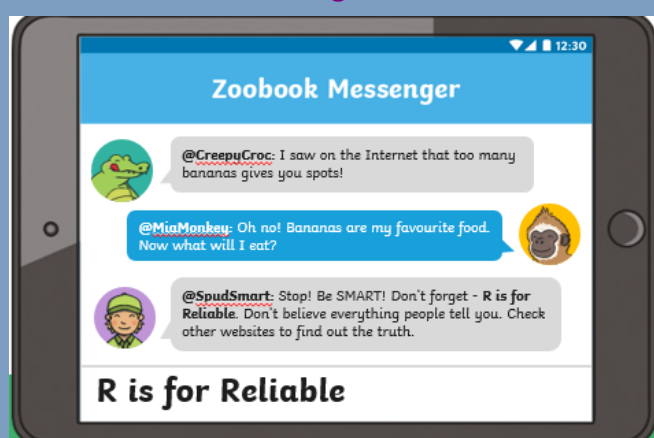 12:30
Zoobook Messenger
@CreepyCroc: I saw on the Internet that too many
bananas gives you spots!
@MiaMonkey: Oh no! Bananas are my favourite food.
Now what will I eat?
@SpudSmart: Stop! Be SMART! Don't forget - R is for
Reliable. Don't believe everything people tell you. Check
other websites to find out the truth.
R is for Reliable